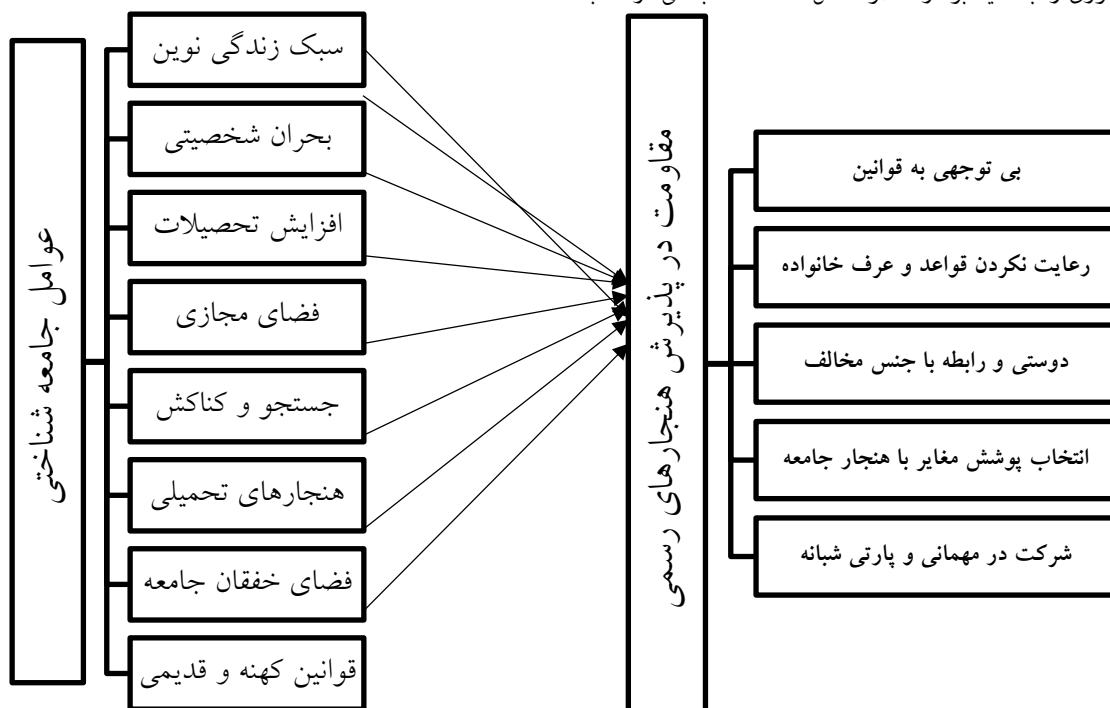 عوامل جامعه شناختی
سبک زندگی نوین
بحران شخصیتی
افزایش تحصیلات
فضای مجازی
جستجو و کناکش
هنجارهای تحمیلی
فضای خفقان جامعه
قوانین کهنه و قدیمی
مقاومت در پذیرش هنجارهای رسمی
بی توجهی به قوانین
رعایت نکردن قواعد و عرف خانواده
دوستی و رابطه با جنس مخالف
انتخاب پوشش مغایر با هنجار جامعه
شرکت در مهمانی و پارتی شبانه